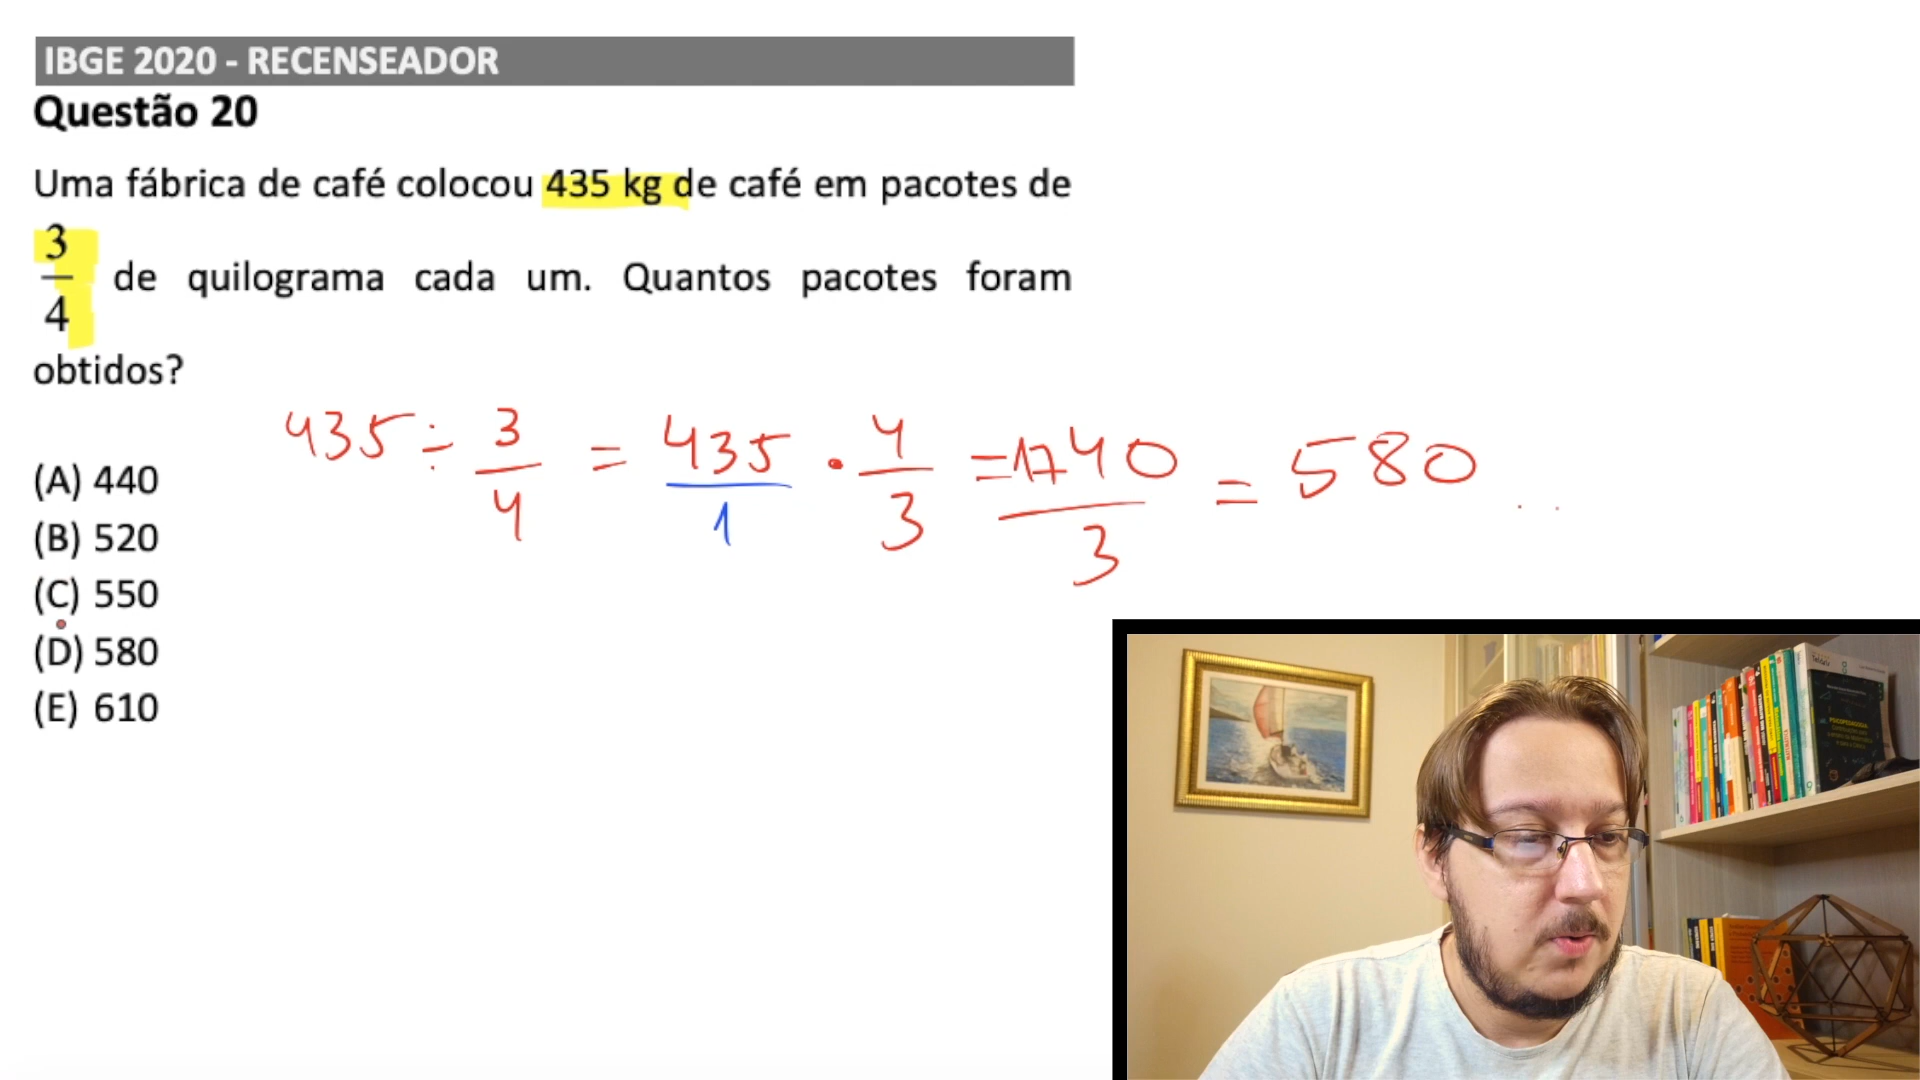 IBGE 2020 - RECENSEADOR
Questão 20
Uma fábrica de café colocou 435 kg de café em pacotes de
3/4 de quilograma cada um. Quantos pacotes foram
obtidos?
435 ÷ 3/4 = 435/1 · 4/3 = 1740/3 = 580
(A) 440
(B) 520
(C) 550
(D) 580
(E) 610